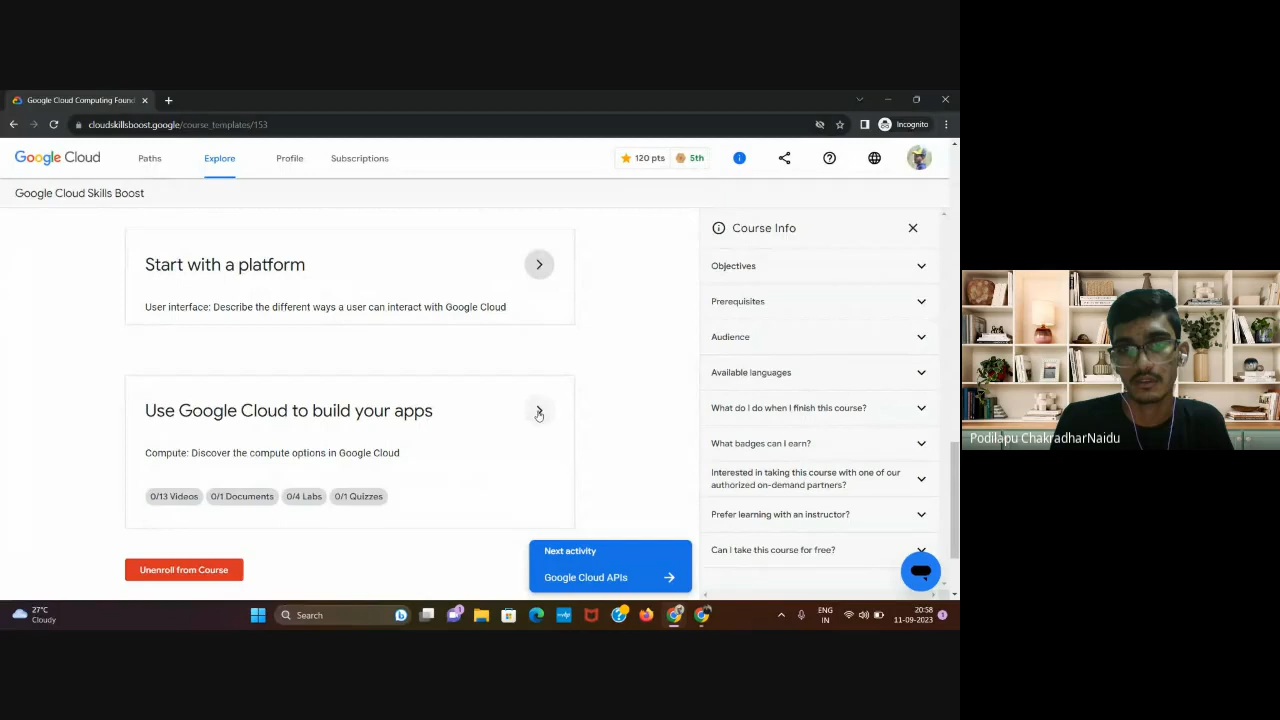 Google Cloud Computing Found
cloudskillsboost.google/course_templates/153
Incognito
Google Cloud
Paths
Explore
Profile
Subscriptions
120 pts
5th
Google Cloud Skills Boost
Start with a platform
User interface: Describe the different ways a user can interact with Google Cloud
Use Google Cloud to build your apps
Compute: Discover the compute options in Google Cloud
0/13 Videos
0/1 Documents
0/4 Labs
0/1 Quizzes
Unenroll from Course
Next activity
Google Cloud APIs
Course Info
Objectives
Prerequisites
Audience
Available languages
What do I do when I finish this course?
What badges can I earn?
Interested in taking this course with one of our
authorized on-demand partners?
Prefer learning with an instructor?
Can I take this course for free?
Podilapu ChakradharNaidu
27°C
Cloudy
Search
ENG
IN
20:58
11-09-2023